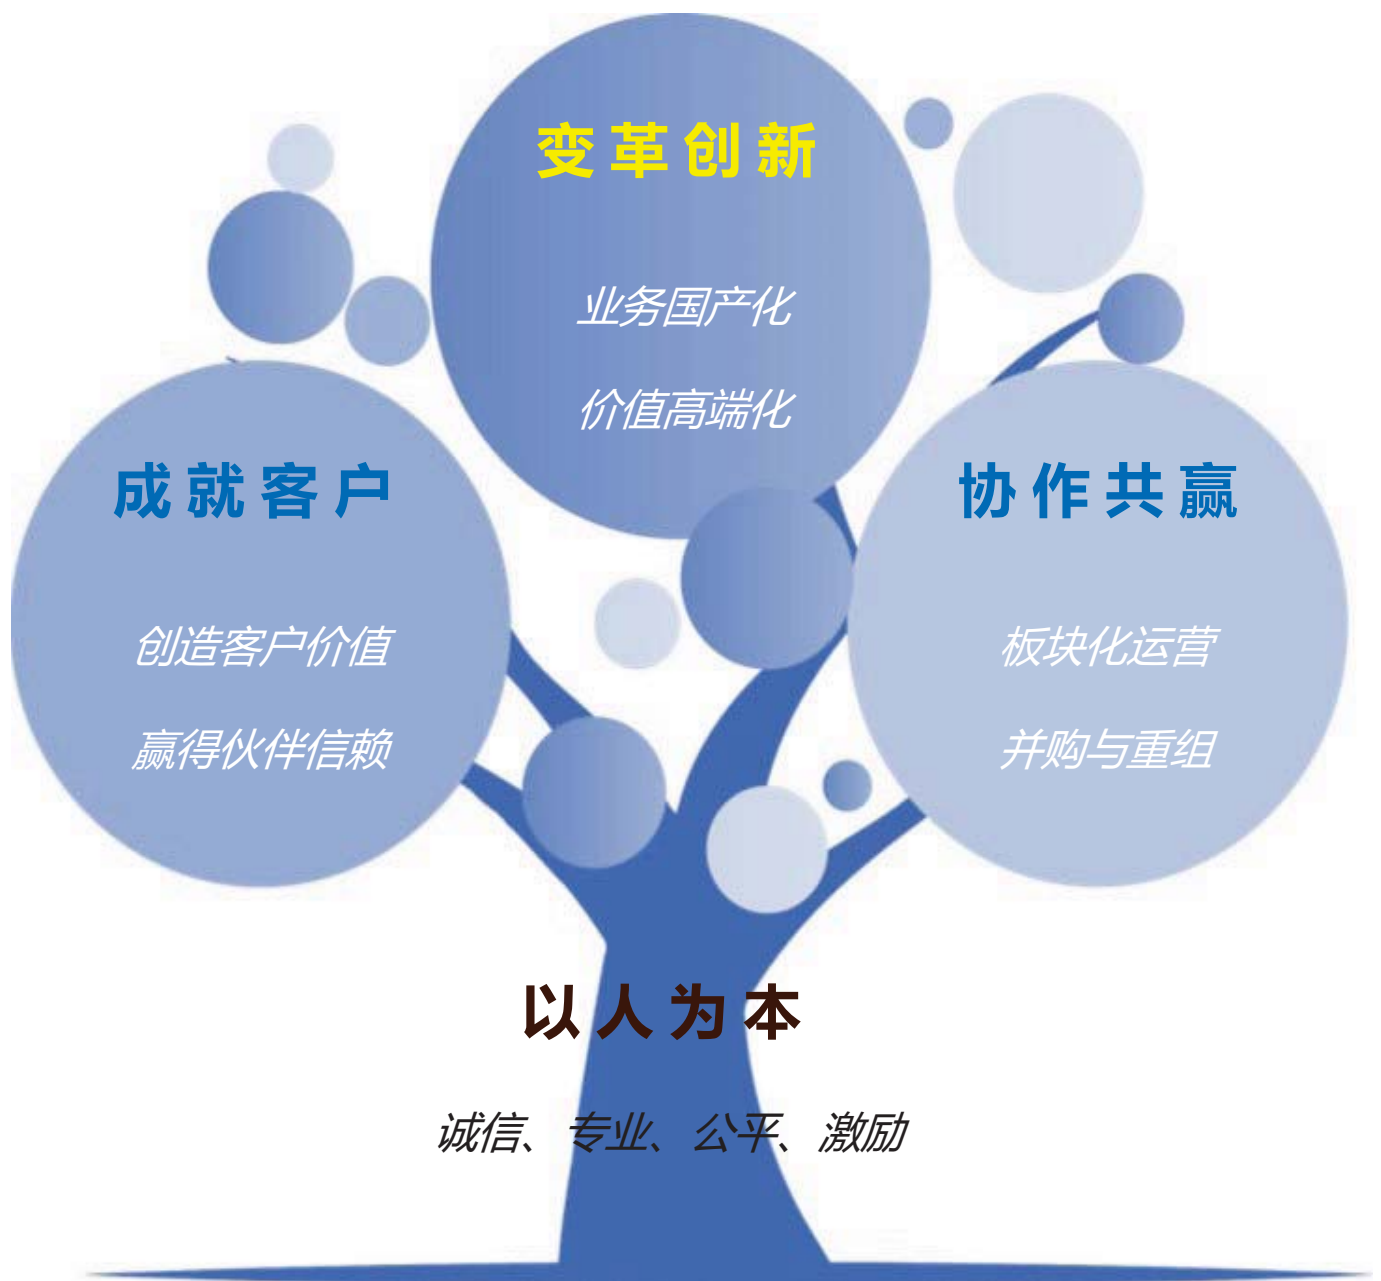 变革创新
业务国产化
价值高端化
成就客户
创造客户价值
赢得伙伴信赖
协作共赢
板块化运营
并购与重组
以人为本
诚信、专业、公平、激励